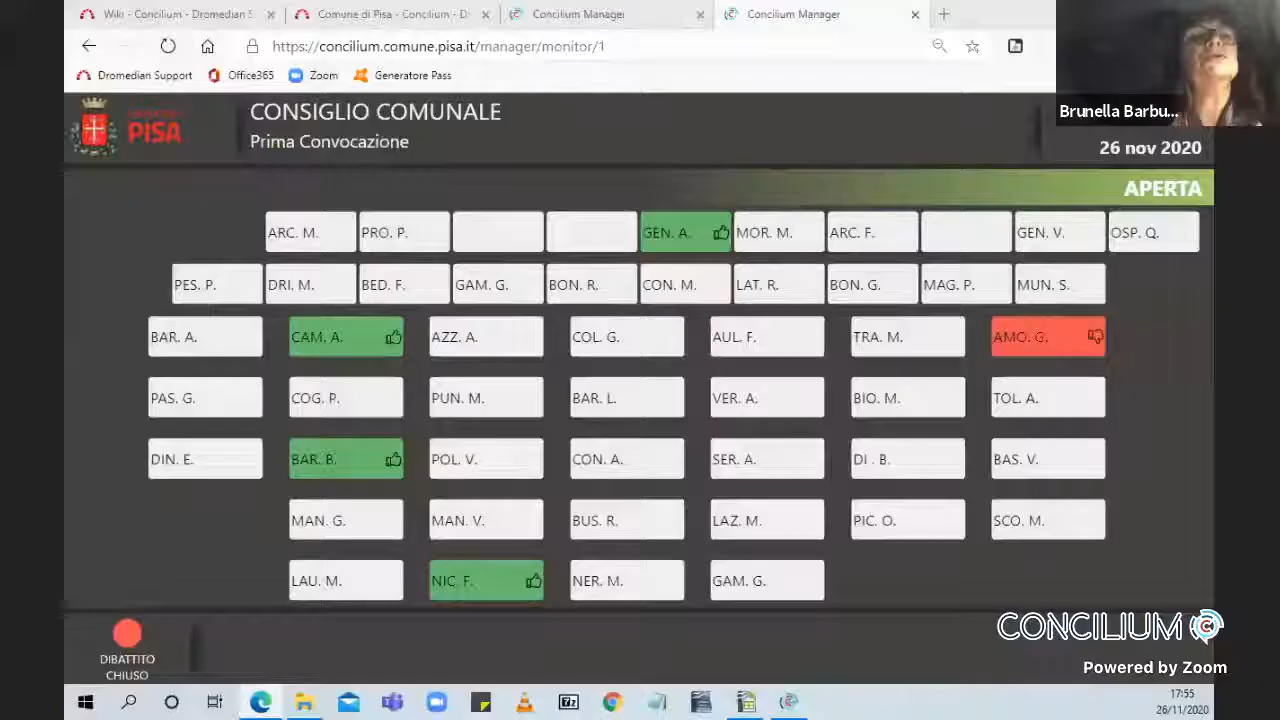 Wiki - Concilium - Dromedian S
Comune di Pisa - Concilium - D
Concilium Manager
Concilium Manager
https://concilium.comune.pisa.it/manager/monitor/1
Dromedian Support
Office365
Zoom
Generatore Pass
Brunella Barbu...
PISA
CONSIGLIO COMUNALE
Prima Convocazione
26 nov 2020
APERTA
ARC. M. PRO. P. GEN. A. MOR. M. ARC. F. GEN. V. OSP. Q.
PES. P. DRI. M. BED. F. GAM. G. BON. R. CON. M. LAT. R. BON. G. MAG. P. MUN. S.
BAR. A. CAM. A. AZZ. A. COL. G. AUL. F. TRA. M. AMO. G.
PAS. G. COG. P. PUN. M. BAR. L. VER. A. BIO. M. TOL. A.
DIN. E. BAR. B. POL. V. CON. A. SER. A. DI . B. BAS. V.
MAN. G. MAN. V. BUS. R. LAZ. M. PIC. O. SCO. M.
LAU. M. NIC. F. NER. M. GAM. G.
DIBATTITO
CHIUSO
CONCILIUM
Powered by Zoom
17:55
26/11/2020